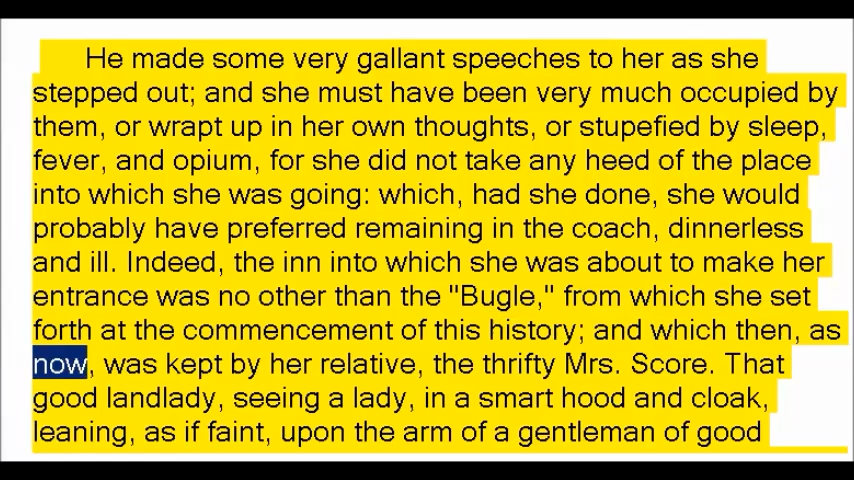 He made some very gallant speeches to her as she
stepped out; and she must have been very much occupied by
them, or wrapt up in her own thoughts, or stupefied by sleep,
fever, and opium, for she did not take any heed of the place
into which she was going: which, had she done, she would
probably have preferred remaining in the coach, dinnerless
and ill. Indeed, the inn into which she was about to make her
entrance was no other than the "Bugle," from which she set
forth at the commencement of this history; and which then, as
now, was kept by her relative, the thrifty Mrs. Score. That
good landlady, seeing a lady, in a smart hood and cloak,
leaning, as if faint, upon the arm of a gentleman of good